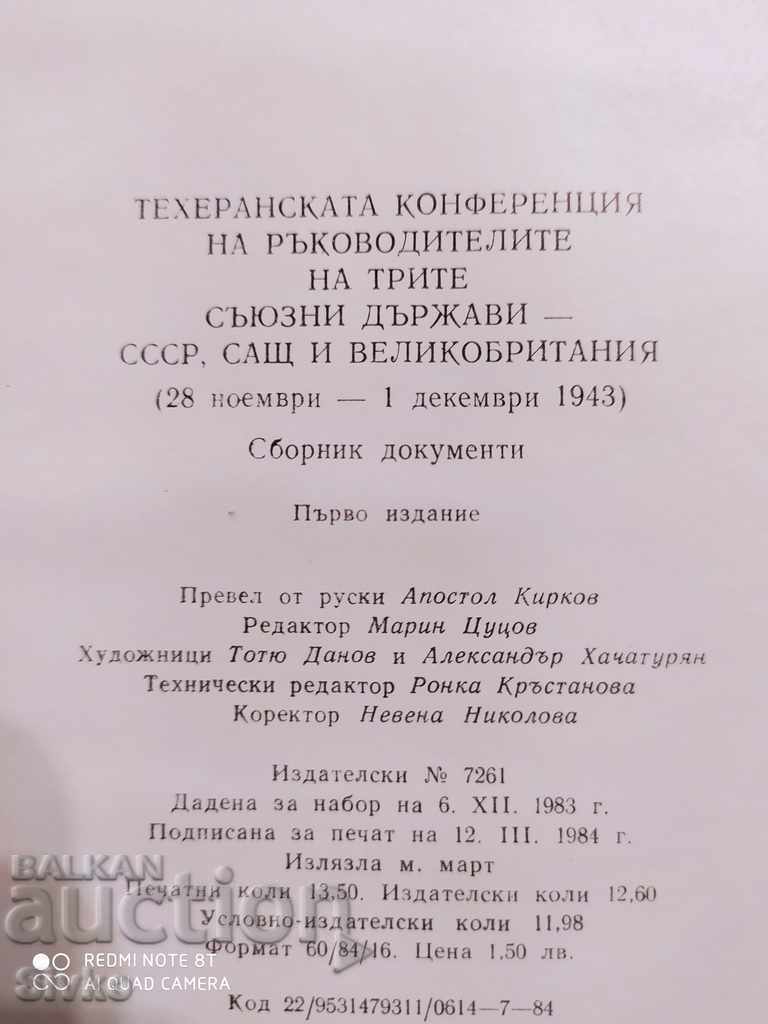 ТЕХЕРАНСКАТА КОНФЕРЕНЦИЯ
НА РЪКОВОДИТЕЛИТЕ
НА ТРИТЕ
СЪЮЗНИ ДЪРЖАВИ —
СССР, САЩ И ВЕЛИКОБРИТАНИЯ
(28 ноември — 1 декември 1943)
Сборник документи
Първо издание
Превел от руски Апостол Кирков
Редактор Марин Цуцов
Художници Тотю Данов и Александър Хачатурян
Технически редактор Ронка Кръстанова
Коректор Невена Николова
Издателски № 7261
Дадена за набор на 6. XII. 1983 г.
Подписана за печат на 12. III. 1984 г.
Излязла м. март
Печатни коли 13,50. Издателски коли 12,60
Условно-издателски коли 11,98
Формат 60/84/16. Цена 1,50 лв.
Код 22/9531479311/0614—7—84
BALKAN
auction
REDMI NOTE 8T
AI QUAD CAMERA
Sivko